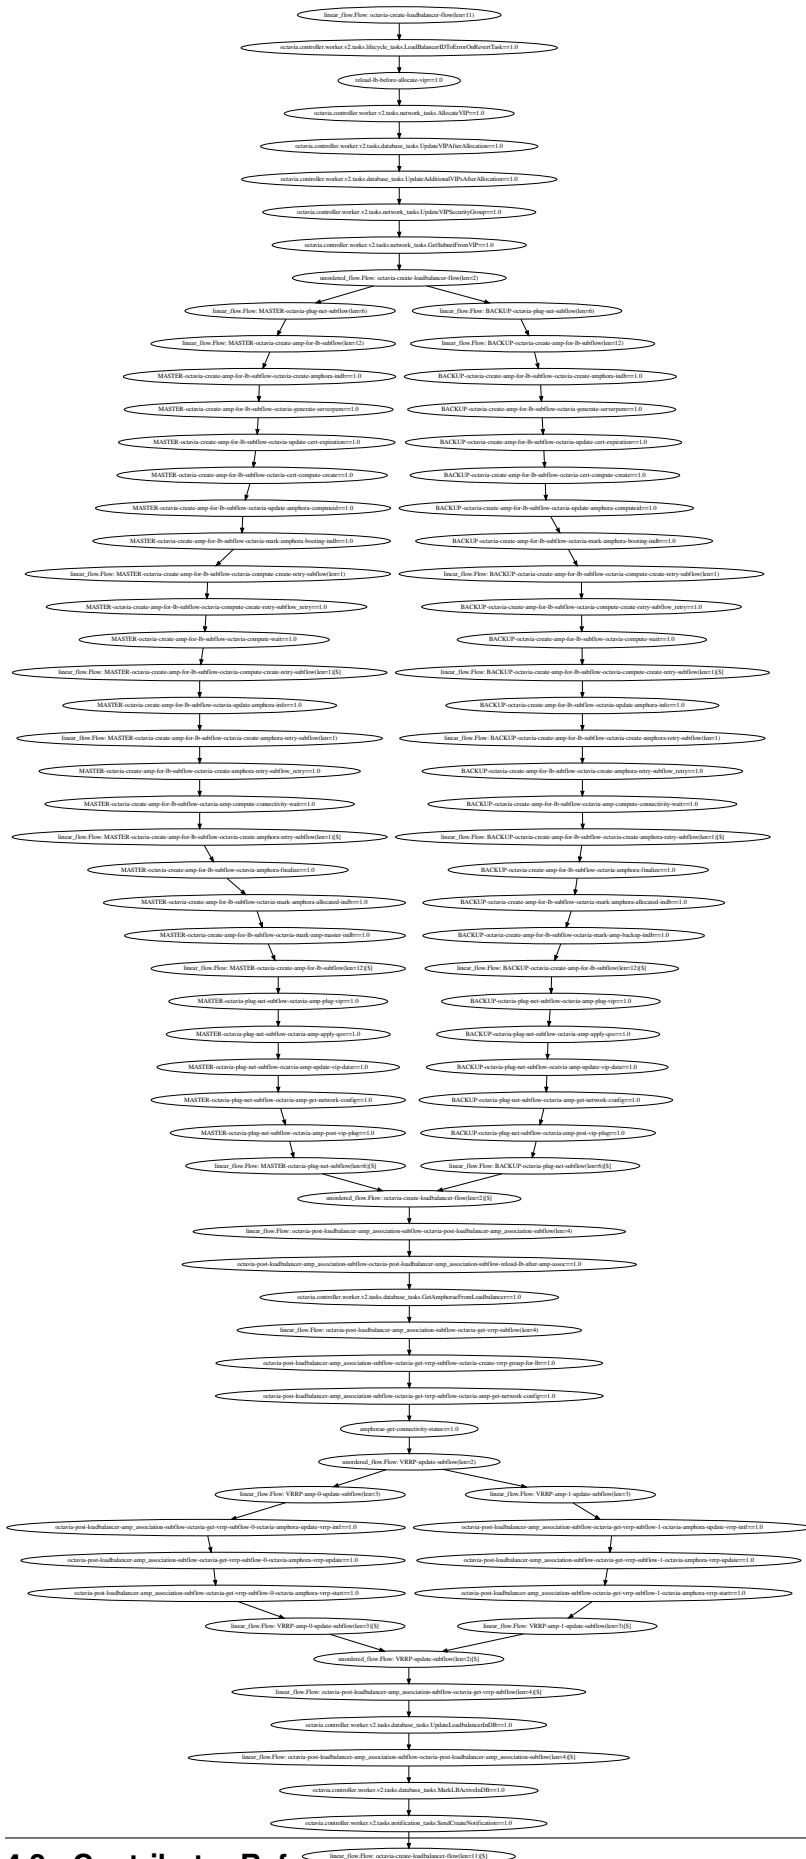 linear_flow.Flow: octavia-create-loadbalancer-flow(len=11)
octavia.controller.worker.v2.tasks.lifecycle_tasks.LoadBalancerIDToErrorOnRevertTask==1.0
reload-lb-before-allocate-vip==1.0
octavia.controller.worker.v2.tasks.network_tasks.AllocateVIP==1.0
octavia.controller.worker.v2.tasks.database_tasks.UpdateVIPAfterAllocation==1.0
octavia.controller.worker.v2.tasks.database_tasks.UpdateAdditionalVIPsAfterAllocation==1.0
octavia.controller.worker.v2.tasks.network_tasks.UpdateVIPSecurityGroup==1.0
octavia.controller.worker.v2.tasks.network_tasks.GetSubnetFromVIP==1.0
unordered_flow.Flow: octavia-create-loadbalancer-flow(len=2)
linear_flow.Flow: MASTER-octavia-plug-net-subflow(len=6)
linear_flow.Flow: BACKUP-octavia-plug-net-subflow(len=6)
linear_flow.Flow: MASTER-octavia-create-amp-for-lb-subflow(len=12)
linear_flow.Flow: BACKUP-octavia-create-amp-for-lb-subflow(len=12)
MASTER-octavia-create-amp-for-lb-subflow-octavia-create-amphora-indb==1.0
BACKUP-octavia-create-amp-for-lb-subflow-octavia-create-amphora-indb==1.0
MASTER-octavia-create-amp-for-lb-subflow-octavia-generate-serverpem==1.0
BACKUP-octavia-create-amp-for-lb-subflow-octavia-generate-serverpem==1.0
MASTER-octavia-create-amp-for-lb-subflow-octavia-update-cert-expiration==1.0
BACKUP-octavia-create-amp-for-lb-subflow-octavia-update-cert-expiration==1.0
MASTER-octavia-create-amp-for-lb-subflow-octavia-cert-compute-create==1.0
BACKUP-octavia-create-amp-for-lb-subflow-octavia-cert-compute-create==1.0
MASTER-octavia-create-amp-for-lb-subflow-octavia-update-amphora-computeid==1.0
BACKUP-octavia-create-amp-for-lb-subflow-octavia-update-amphora-computeid==1.0
MASTER-octavia-create-amp-for-lb-subflow-octavia-mark-amphora-booting-indb==1.0
BACKUP-octavia-create-amp-for-lb-subflow-octavia-mark-amphora-booting-indb==1.0
linear_flow.Flow: MASTER-octavia-create-amp-for-lb-subflow-octavia-compute-create-retry-subflow(len=1)
linear_flow.Flow: BACKUP-octavia-create-amp-for-lb-subflow-octavia-compute-create-retry-subflow(len=1)
MASTER-octavia-create-amp-for-lb-subflow-octavia-compute-create-retry-subflow_retry==1.0
BACKUP-octavia-create-amp-for-lb-subflow-octavia-compute-create-retry-subflow_retry==1.0
MASTER-octavia-create-amp-for-lb-subflow-octavia-compute-wait==1.0
BACKUP-octavia-create-amp-for-lb-subflow-octavia-compute-wait==1.0
linear_flow.Flow: MASTER-octavia-create-amp-for-lb-subflow-octavia-compute-create-retry-subflow(len=1)[$]
linear_flow.Flow: BACKUP-octavia-create-amp-for-lb-subflow-octavia-compute-create-retry-subflow(len=1)[$]
MASTER-octavia-create-amp-for-lb-subflow-octavia-update-amphora-info==1.0
BACKUP-octavia-create-amp-for-lb-subflow-octavia-update-amphora-info==1.0
linear_flow.Flow: MASTER-octavia-create-amp-for-lb-subflow-octavia-create-amphora-retry-subflow(len=1)
linear_flow.Flow: BACKUP-octavia-create-amp-for-lb-subflow-octavia-create-amphora-retry-subflow(len=1)
MASTER-octavia-create-amp-for-lb-subflow-octavia-create-amphora-retry-subflow_retry==1.0
BACKUP-octavia-create-amp-for-lb-subflow-octavia-create-amphora-retry-subflow_retry==1.0
MASTER-octavia-create-amp-for-lb-subflow-octavia-amp-compute-connectivity-wait==1.0
BACKUP-octavia-create-amp-for-lb-subflow-octavia-amp-compute-connectivity-wait==1.0
linear_flow.Flow: MASTER-octavia-create-amp-for-lb-subflow-octavia-create-amphora-retry-subflow(len=1)[$]
linear_flow.Flow: BACKUP-octavia-create-amp-for-lb-subflow-octavia-create-amphora-retry-subflow(len=1)[$]
MASTER-octavia-create-amp-for-lb-subflow-octavia-amphora-finalize==1.0
BACKUP-octavia-create-amp-for-lb-subflow-octavia-amphora-finalize==1.0
MASTER-octavia-create-amp-for-lb-subflow-octavia-mark-amphora-allocated-indb==1.0
BACKUP-octavia-create-amp-for-lb-subflow-octavia-mark-amphora-allocated-indb==1.0
MASTER-octavia-create-amp-for-lb-subflow-octavia-mark-amp-master-indb==1.0
BACKUP-octavia-create-amp-for-lb-subflow-octavia-mark-amp-backup-indb==1.0
linear_flow.Flow: MASTER-octavia-create-amp-for-lb-subflow(len=12)[$]
linear_flow.Flow: BACKUP-octavia-create-amp-for-lb-subflow(len=12)[$]
MASTER-octavia-plug-net-subflow-octavia-amp-plug-vip==1.0
BACKUP-octavia-plug-net-subflow-octavia-amp-plug-vip==1.0
MASTER-octavia-plug-net-subflow-octavia-amp-apply-qos==1.0
BACKUP-octavia-plug-net-subflow-octavia-amp-apply-qos==1.0
MASTER-octavia-plug-net-subflow-ocatvia-amp-update-vip-data==1.0
BACKUP-octavia-plug-net-subflow-ocatvia-amp-update-vip-data==1.0
MASTER-octavia-plug-net-subflow-octavia-amp-get-network-config==1.0
BACKUP-octavia-plug-net-subflow-octavia-amp-get-network-config==1.0
MASTER-octavia-plug-net-subflow-octavia-amp-post-vip-plug==1.0
BACKUP-octavia-plug-net-subflow-octavia-amp-post-vip-plug==1.0
linear_flow.Flow: MASTER-octavia-plug-net-subflow(len=6)[$]
linear_flow.Flow: BACKUP-octavia-plug-net-subflow(len=6)[$]
unordered_flow.Flow: octavia-create-loadbalancer-flow(len=2)[$]
linear_flow.Flow: octavia-post-loadbalancer-amp_association-subflow-octavia-post-loadbalancer-amp_association-subflow(len=4)
octavia-post-loadbalancer-amp_association-subflow-octavia-post-loadbalancer-amp_association-subflow-reload-lb-after-amp-assoc==1.0
octavia.controller.worker.v2.tasks.database_tasks.GetAmphoraeFromLoadbalancer==1.0
linear_flow.Flow: octavia-post-loadbalancer-amp_association-subflow-octavia-get-vrrp-subflow(len=4)
octavia-post-loadbalancer-amp_association-subflow-octavia-get-vrrp-subflow-octavia-create-vrrp-group-for-lb==1.0
octavia-post-loadbalancer-amp_association-subflow-octavia-get-vrrp-subflow-octavia-amp-get-network-config==1.0
amphorae-get-connectivity-status==1.0
unordered_flow.Flow: VRRP-update-subflow(len=2)
linear_flow.Flow: VRRP-amp-0-update-subflow(len=3)
linear_flow.Flow: VRRP-amp-1-update-subflow(len=3)
octavia-post-loadbalancer-amp_association-subflow-octavia-get-vrrp-subflow-0-octavia-amphora-update-vrrp-intf==1.0
octavia-post-loadbalancer-amp_association-subflow-octavia-get-vrrp-subflow-1-octavia-amphora-update-vrrp-intf==1.0
octavia-post-loadbalancer-amp_association-subflow-octavia-get-vrrp-subflow-0-octavia-amphora-vrrp-update==1.0
octavia-post-loadbalancer-amp_association-subflow-octavia-get-vrrp-subflow-1-octavia-amphora-vrrp-update==1.0
octavia-post-loadbalancer-amp_association-subflow-octavia-get-vrrp-subflow-0-octavia-amphora-vrrp-start==1.0
octavia-post-loadbalancer-amp_association-subflow-octavia-get-vrrp-subflow-1-octavia-amphora-vrrp-start==1.0
linear_flow.Flow: VRRP-amp-0-update-subflow(len=3)[$]
linear_flow.Flow: VRRP-amp-1-update-subflow(len=3)[$]
unordered_flow.Flow: VRRP-update-subflow(len=2)[$]
linear_flow.Flow: octavia-post-loadbalancer-amp_association-subflow-octavia-get-vrrp-subflow(len=4)[$]
octavia.controller.worker.v2.tasks.database_tasks.UpdateLoadbalancerInDB==1.0
linear_flow.Flow: octavia-post-loadbalancer-amp_association-subflow-octavia-post-loadbalancer-amp_association-subflow(len=4)[$]
octavia.controller.worker.v2.tasks.database_tasks.MarkLBActiveInDB==1.0
octavia.controller.worker.v2.tasks.notification_tasks.SendCreateNotification==1.0
linear_flow.Flow: octavia-create-loadbalancer-flow(len=11)[$]